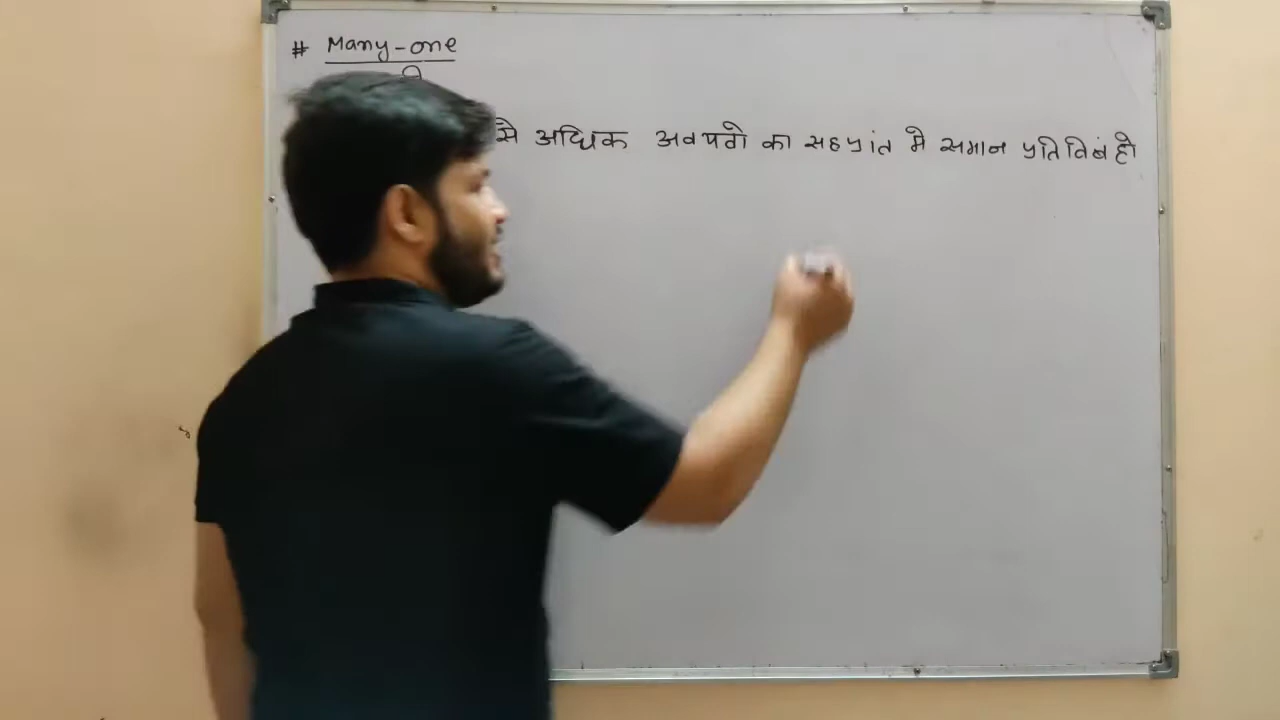 # Many-one
से अधिक अवयवो का सहप्रांत मे समान प्रतिबिंब हो